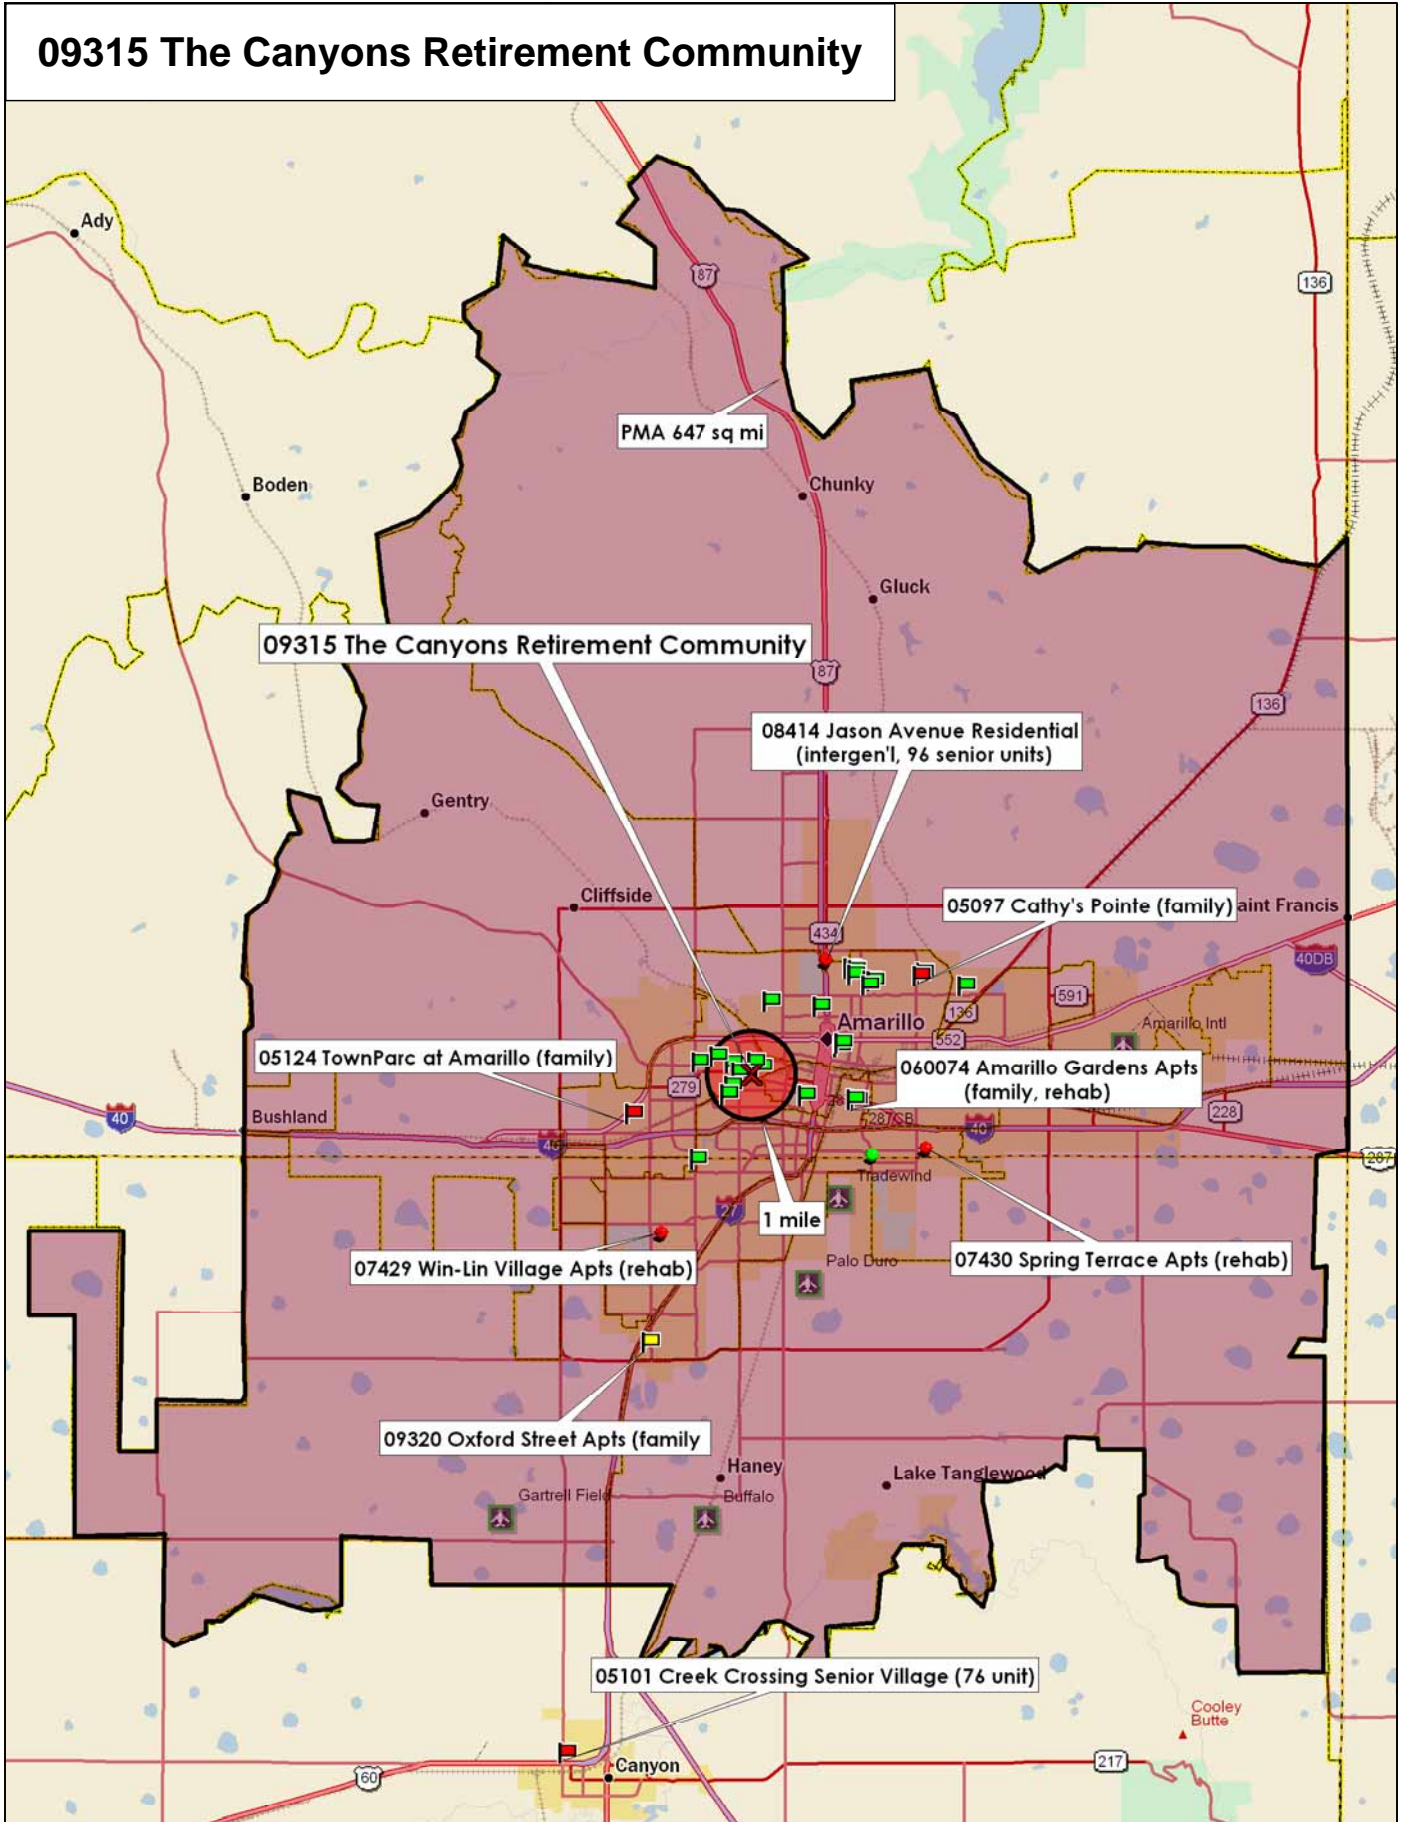 09315 The Canyons Retirement Community
Ady
87
136
PMA 647 sq mi
Boden
Chunky
Gluck
09315 The Canyons Retirement Community
87
136
08414 Jason Avenue Residential
(intergen'l, 96 senior units)
Gentry
Cliffside
05097 Cathy's Pointe (family)
aint Francis
434
40DB
591
136
Amarillo
Amarillo Intl
552
05124 TownParc at Amarillo (family)
060074 Amarillo Gardens Apts
(family, rehab)
279
228
40
Bushland
287CB
40
40
287
Tradewind
27
1 mile
07429 Win-Lin Village Apts (rehab)
Palo Duro
07430 Spring Terrace Apts (rehab)
09320 Oxford Street Apts (family
Haney
Lake Tanglewood
Gartrell Field
Buffalo
05101 Creek Crossing Senior Village (76 unit)
Cooley
Butte
Canyon
60
217